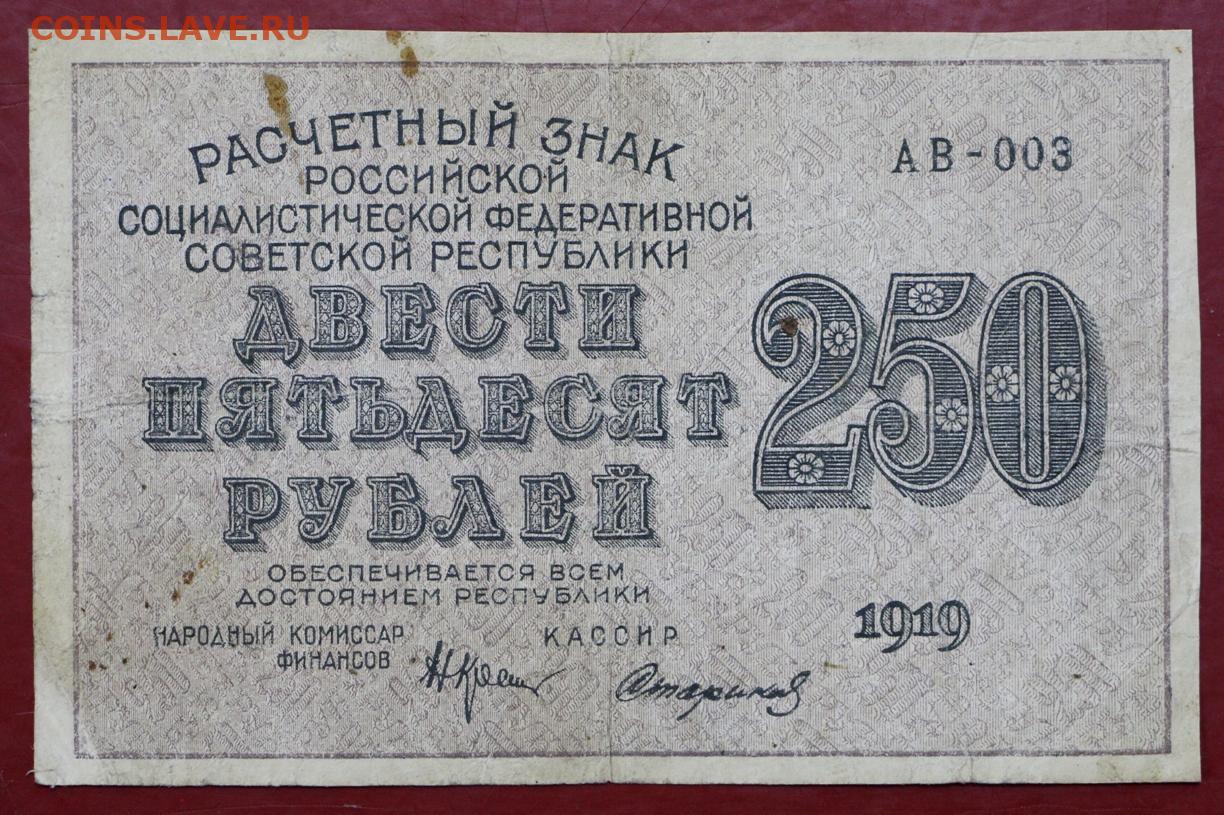 COINS.LAVE.RU
РАСЧЕТНЫЙ ЗНАК
РОССИЙСКОЙ
СОЦИАЛИСТИЧЕСКОЙ ФЕДЕРАТИВНОЙ
СОВЕТСКОЙ РЕСПУБЛИКИ
АВ-003
ДВЕСТИ
ПЯТЬДЕСЯТ
РУБЛЕЙ
250
ОБЕСПЕЧИВАЕТСЯ ВСЕМ
ДОСТОЯНИЕМ РЕСПУБЛИКИ
НАРОДНЫЙ КОМИССАР
ФИНАНСОВ
КАССИР
1919